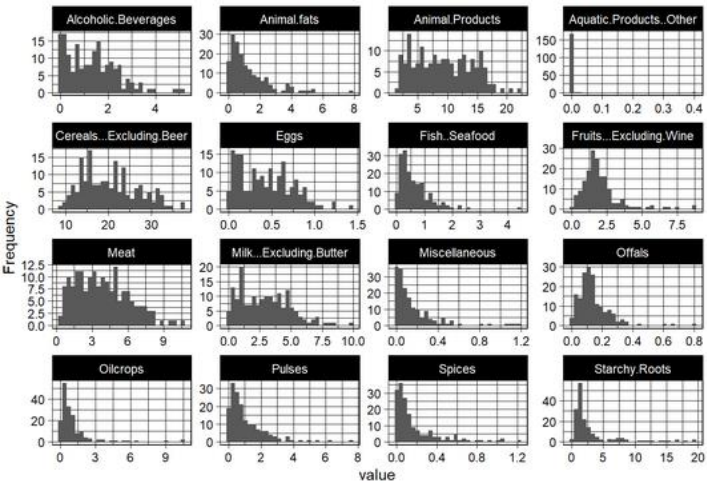 Alcoholic.Beverages Animal.fats Animal.Products Aquatic.Products..Other
15 10 5 0 30 20 10 0 10 5 0 150 100 50 0
0 2 4 0 2 4 6 8 5 10 15 20 0.0 0.1 0.2 0.3 0.4
Cereals...Excluding.Beer Eggs Fish..Seafood Fruits...Excluding.Wine
15 10 5 0 15 10 5 0 30 20 10 0 30 20 10 0
10 20 30 0.0 0.5 1.0 1.5 0 1 2 3 4 0.0 2.5 5.0 7.5
Frequency
Meat Milk...Excluding.Butter Miscellaneous Offals
12.5 10.0 7.5 5.0 2.5 0.0 20 15 10 5 0 30 20 10 0 30 20 10 0
0 3 6 9 0.0 2.5 5.0 7.5 10.0 0.0 0.4 0.8 1.2 0.0 0.2 0.4 0.6 0.8
Oilcrops Pulses Spices Starchy.Roots
40 20 0 30 20 10 0 30 20 10 0 40 20 0
0 3 6 9 0 2 4 6 8 0.0 0.3 0.6 0.9 1.2 0 5 10 15 20
value